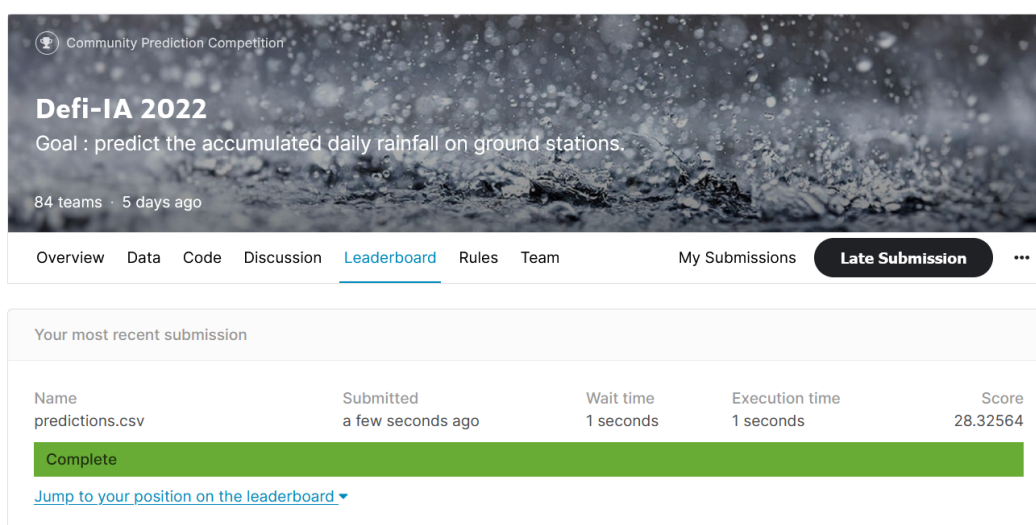 Community Prediction Competition
Defi-IA 2022
Goal : predict the accumulated daily rainfall on ground stations.
84 teams · 5 days ago
Overview Data Code Discussion Leaderboard Rules Team My Submissions Late Submission
Your most recent submission
Name Submitted Wait time Execution time Score
predictions.csv a few seconds ago 1 seconds 1 seconds 28.32564
Complete
Jump to your position on the leaderboard